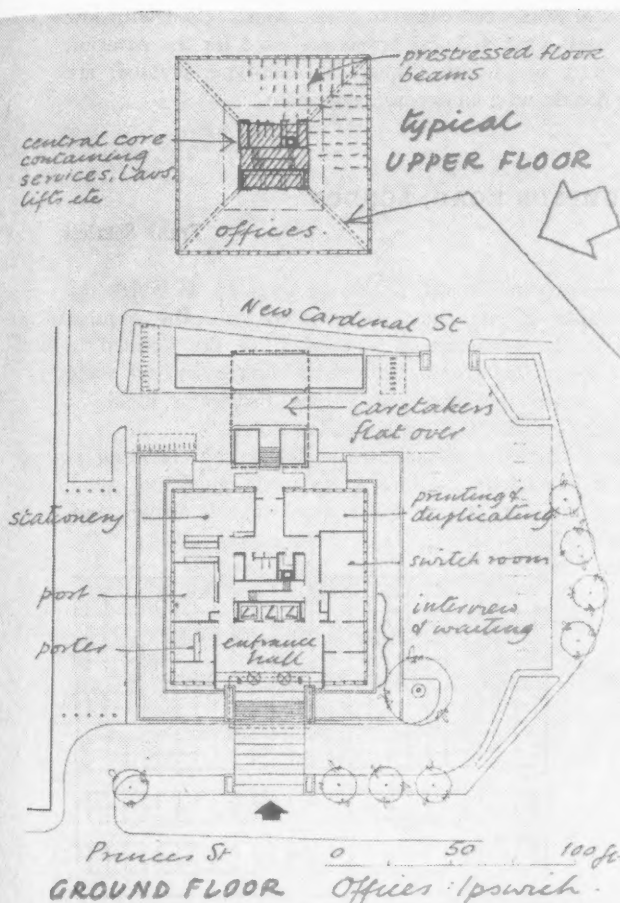 prestressed floor
beams
typical
UPPER FLOOR
central core
containing
services, lavs,
lifts etc
offices.
New Cardinal St
caretakers
flat over
stationery
printing &
duplicating
switch room
post
interview
& waiting
porter
entrance
hall
Princes St
0 50 100 ft
GROUND FLOOR Offices: Ipswich.